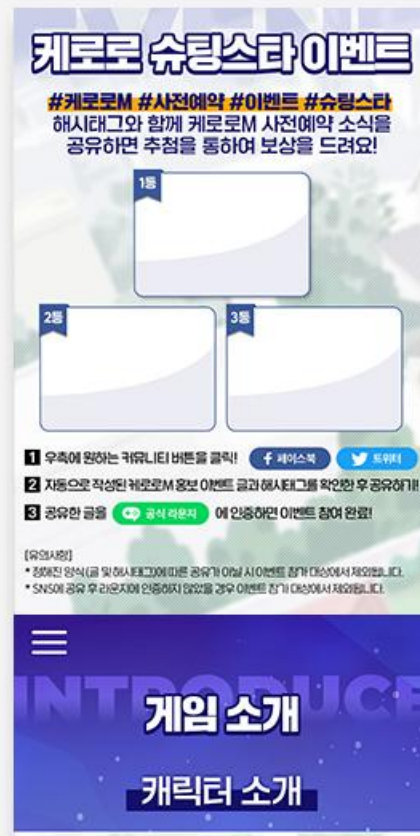 EVENT
케로로 슈팅스타 이벤트
#케로로M #사전예약 #이벤트 #슈팅스타
해시태그와 함께 케로로M 사전예약 소식을
공유하면 추첨을 통하여 보상을 드려요!
1등
2등
3등
1 우측에 원하는 커뮤니티 버튼을 클릭! 페이스북 트위터
2 자동으로 작성된 케로로M 홍보 이벤트 글과 해시태그를 확인한 후 공유하기!
3 공유한 글을 공식 라운지 에 인증하면 이벤트 참여 완료!
[유의사항]
* 정해진 양식(글 및 해시태그)에 따른 공유가 아닐 시 이벤트 참가 대상에서 제외됩니다.
* SNS에 공유 후 라운지에 인증하지 않았을 경우 이벤트 참가 대상에서 제외됩니다.
INTRODUCE
게임 소개
캐릭터 소개